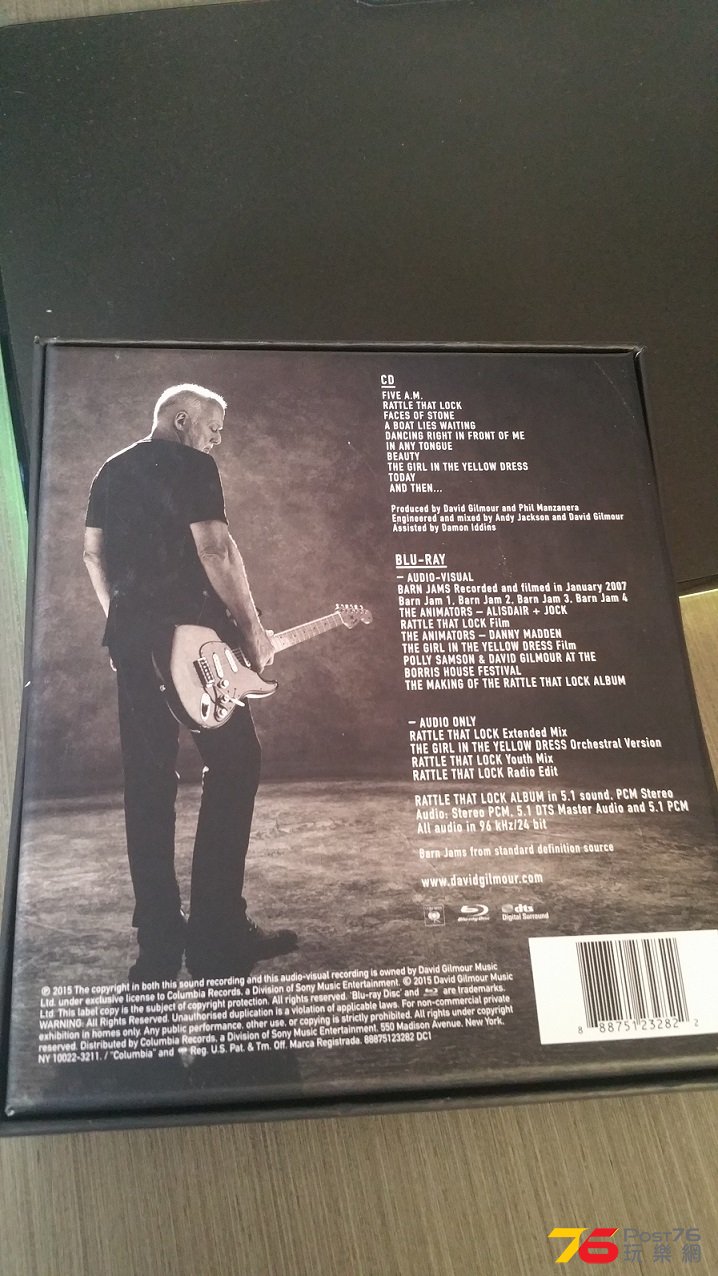 CD
FIVE A.M.
RATTLE THAT LOCK
FACES OF STONE
A BOAT LIES WAITING
DANCING RIGHT IN FRONT OF ME
IN ANY TONGUE
BEAUTY
THE GIRL IN THE YELLOW DRESS
TODAY
AND THEN...
Produced by David Gilmour and Phil Manzanera
Engineered and mixed by Andy Jackson and David Gilmour
Assisted by Damon Iddins
BLU-RAY
– AUDIO-VISUAL
BARN JAMS Recorded and filmed in January 2007
Barn Jam 1, Barn Jam 2, Barn Jam 3, Barn Jam 4
THE ANIMATORS – ALISDAIR + JOCK
RATTLE THAT LOCK Film
THE ANIMATORS – DANNY MADDEN
THE GIRL IN THE YELLOW DRESS Film
POLLY SAMSON & DAVID GILMOUR AT THE
BORRIS HOUSE FESTIVAL
THE MAKING OF THE RATTLE THAT LOCK ALBUM
– AUDIO ONLY
RATTLE THAT LOCK Extended Mix
THE GIRL IN THE YELLOW DRESS Orchestral Version
RATTLE THAT LOCK Youth Mix
RATTLE THAT LOCK Radio Edit
RATTLE THAT LOCK ALBUM in 5.1 sound, PCM Stereo
Audio: Stereo PCM, 5.1 DTS Master Audio and 5.1 PCM
All audio in 96 kHz/24 bit
Barn Jams from standard definition source
www.davidgilmour.com
COLUMBIA Blu-ray Disc dts Digital Surround
℗ 2015 The copyright in both this sound recording and this audio-visual recording is owned by David Gilmour Music
Ltd. under exclusive license to Columbia Records, a Division of Sony Music Entertainment. © 2015 David Gilmour Music
Ltd. This label copy is the subject of copyright protection. All rights reserved. 'Blu-ray Disc' and are trademarks.
WARNING: All Rights Reserved. Unauthorised duplication is a violation of applicable laws. For non-commercial private
exhibition in homes only. Any public performance, other use, or copying is strictly prohibited. All rights under copyright
reserved. Distributed by Columbia Records, a Division of Sony Music Entertainment. 550 Madison Avenue, New York,
NY 10022-3211. / "Columbia" and Reg. U.S. Pat. & Tm. Off. Marca Registrada. 88875123282 DC1
8 88751 23282 2
76 Post76
玩樂網